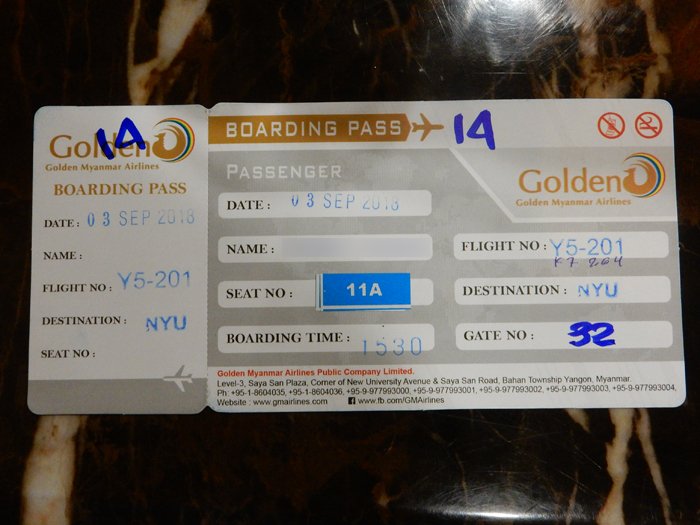 14
Golden
Golden Myanmar Airlines
BOARDING PASS
DATE : 03 SEP 2018
NAME :
FLIGHT NO : Y5-201
DESTINATION : NYU
SEAT NO :
BOARDING PASS 14
PASSENGER
Golden
Golden Myanmar Airlines
DATE : 03 SEP 2018
NAME :
FLIGHT NO : Y5-201
K7 264
SEAT NO : 11A
DESTINATION : NYU
BOARDING TIME : 1530
GATE NO : 32
Golden Myanmar Airlines Public Company Limited.
Level-3, Saya San Plaza, Corner of New University Avenue & Saya San Road, Bahan Township Yangon, Myanmar.
Ph: +95-1-8604035, +95-1-8604036, +95-9-977993000, +95-9-977993001, +95-9-977993002, +95-9-977993003, +95-9-977993004,
Website : www.gmairlines.com www.fb.com/GMAirlines